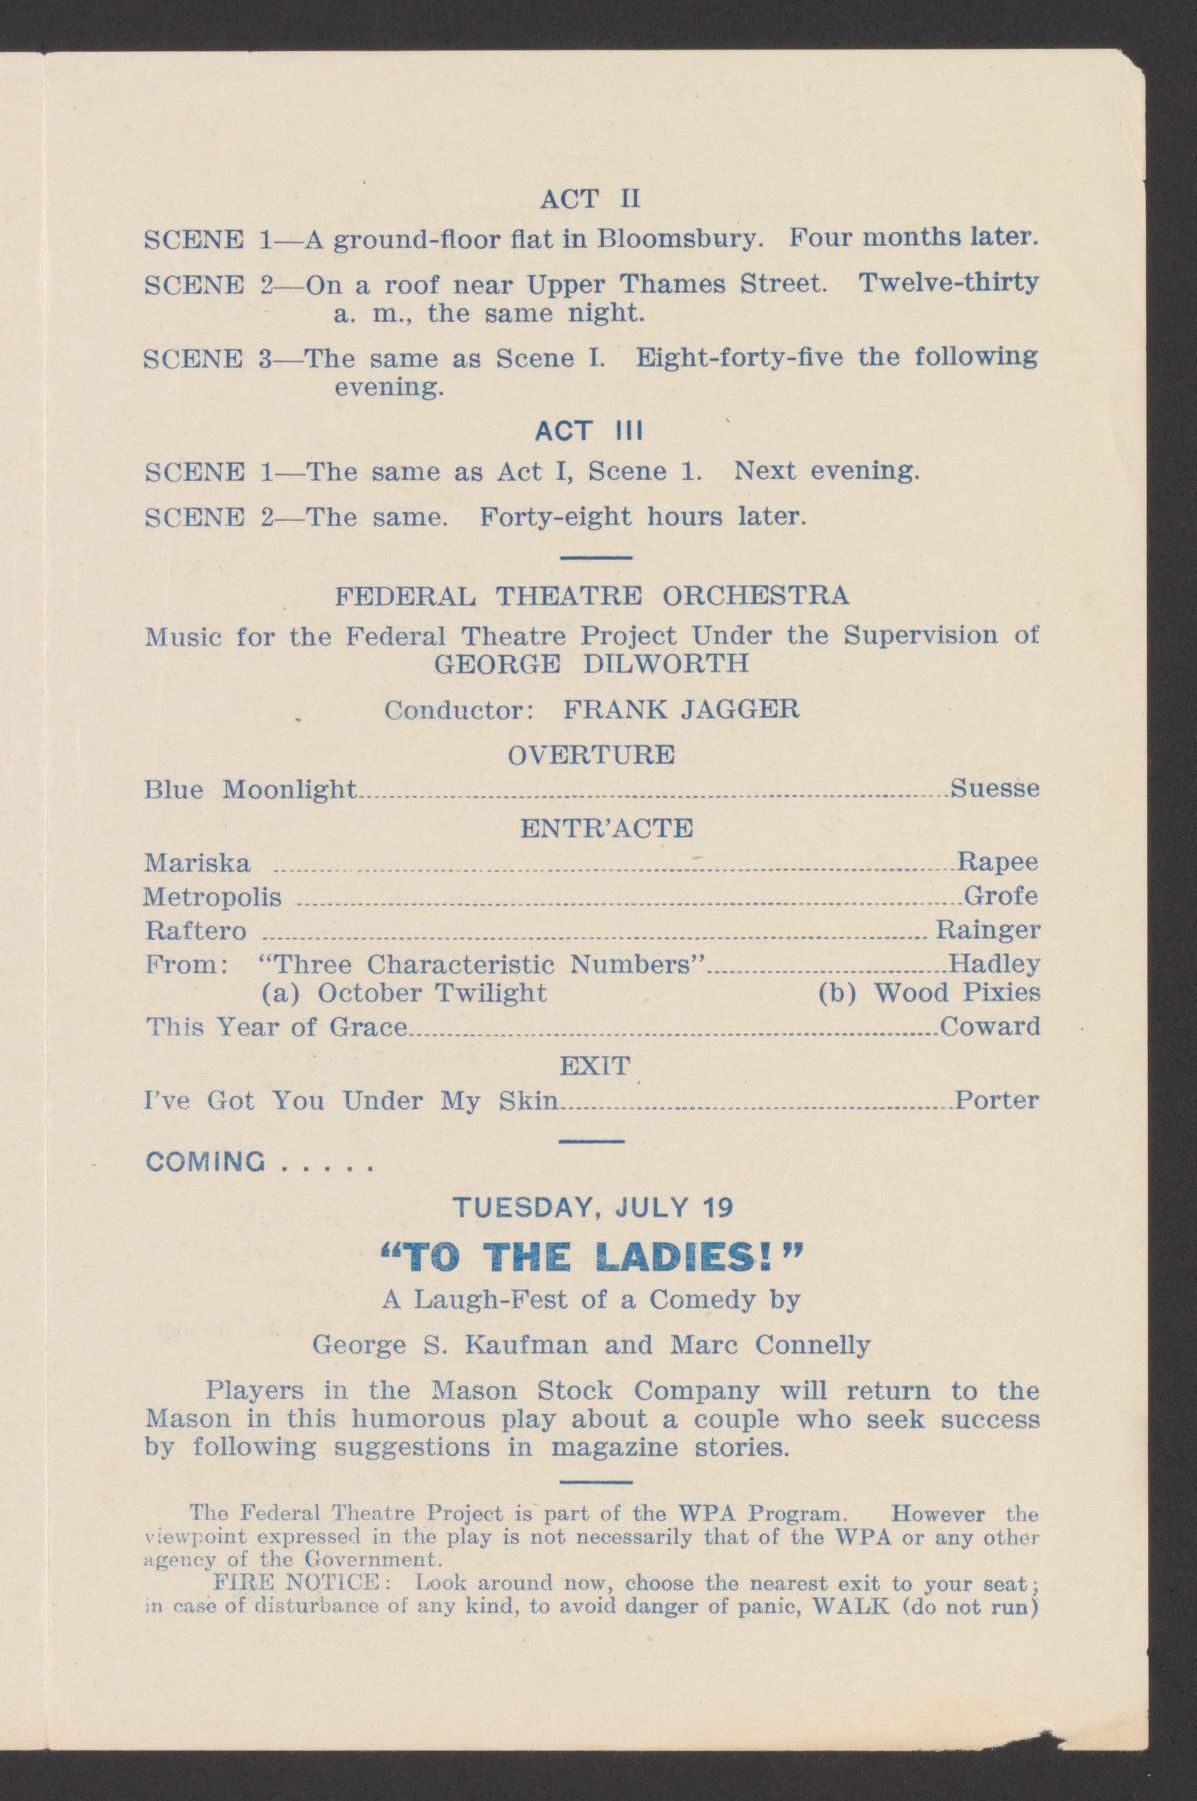 ACT II
SCENE 1—A ground-floor flat in Bloomsbury. Four months later.
SCENE 2—On a roof near Upper Thames Street. Twelve-thirty
a. m., the same night.
SCENE 3—The same as Scene I. Eight-forty-five the following
evening.
ACT III
SCENE 1—The same as Act I, Scene 1. Next evening.
SCENE 2—The same. Forty-eight hours later.
FEDERAL THEATRE ORCHESTRA
Music for the Federal Theatre Project Under the Supervision of
GEORGE DILWORTH
Conductor: FRANK JAGGER
OVERTURE
Blue Moonlight..........Suesse
ENTR'ACTE
Mariska ..........Rapee
Metropolis ..........Grofe
Raftero .......... Rainger
From: "Three Characteristic Numbers"..........Hadley
(a) October Twilight (b) Wood Pixies
This Year of Grace..........Coward
EXIT
I've Got You Under My Skin..........Porter
COMING . . . . .
TUESDAY, JULY 19
"TO THE LADIES!"
A Laugh-Fest of a Comedy by
George S. Kaufman and Marc Connelly
Players in the Mason Stock Company will return to the
Mason in this humorous play about a couple who seek success
by following suggestions in magazine stories.
The Federal Theatre Project is part of the WPA Program. However the
viewpoint expressed in the play is not necessarily that of the WPA or any other
agency of the Government.
FIRE NOTICE: Look around now, choose the nearest exit to your seat;
in case of disturbance of any kind, to avoid danger of panic, WALK (do not run)